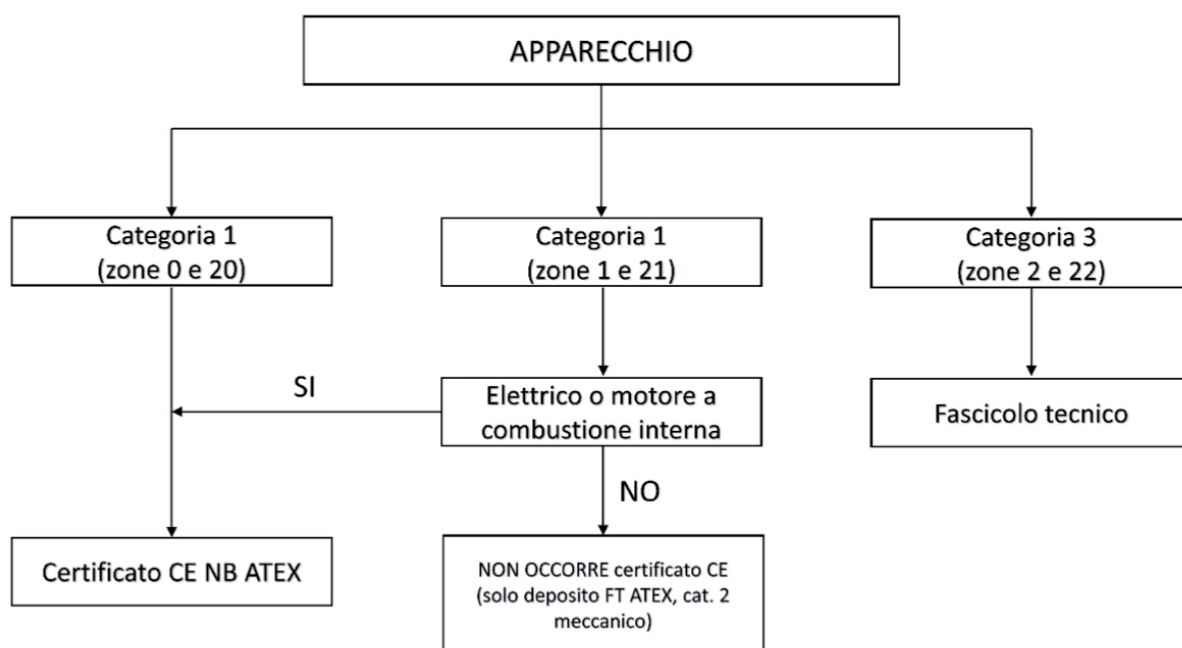 APPARECCHIO
Categoria 1
(zone 0 e 20)
Categoria 1
(zone 1 e 21)
Categoria 3
(zone 2 e 22)
SI
Elettrico o motore a
combustione interna
Fascicolo tecnico
NO
Certificato CE NB ATEX
NON OCCORRE certificato CE
(solo deposito FT ATEX, cat. 2
meccanico)